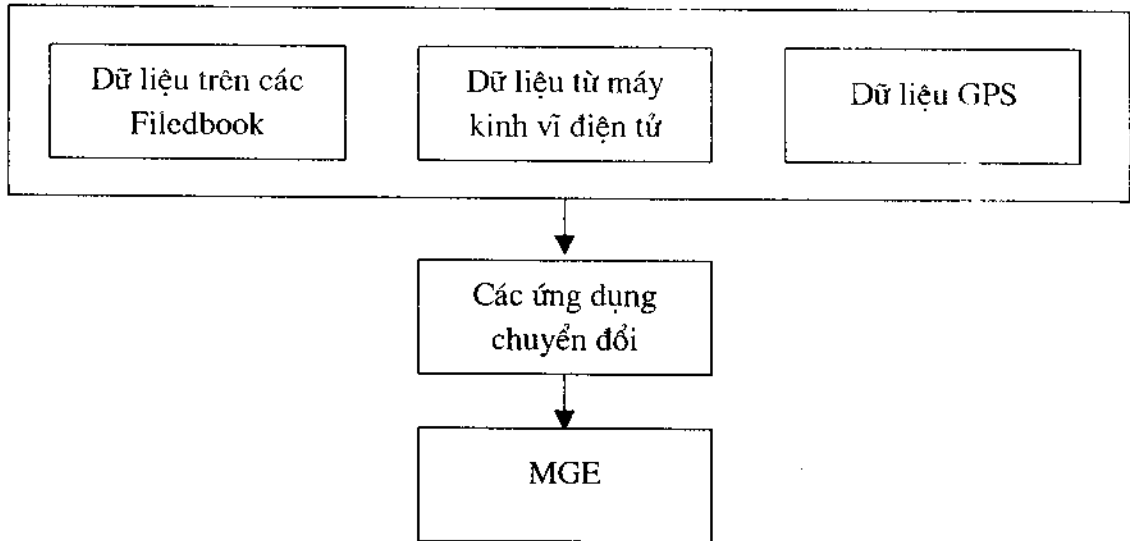 Dữ liệu trên các
Filedbook
Dữ liệu từ máy
kinh vĩ điện tử
Dữ liệu GPS
Các ứng dụng
chuyển đổi
MGE